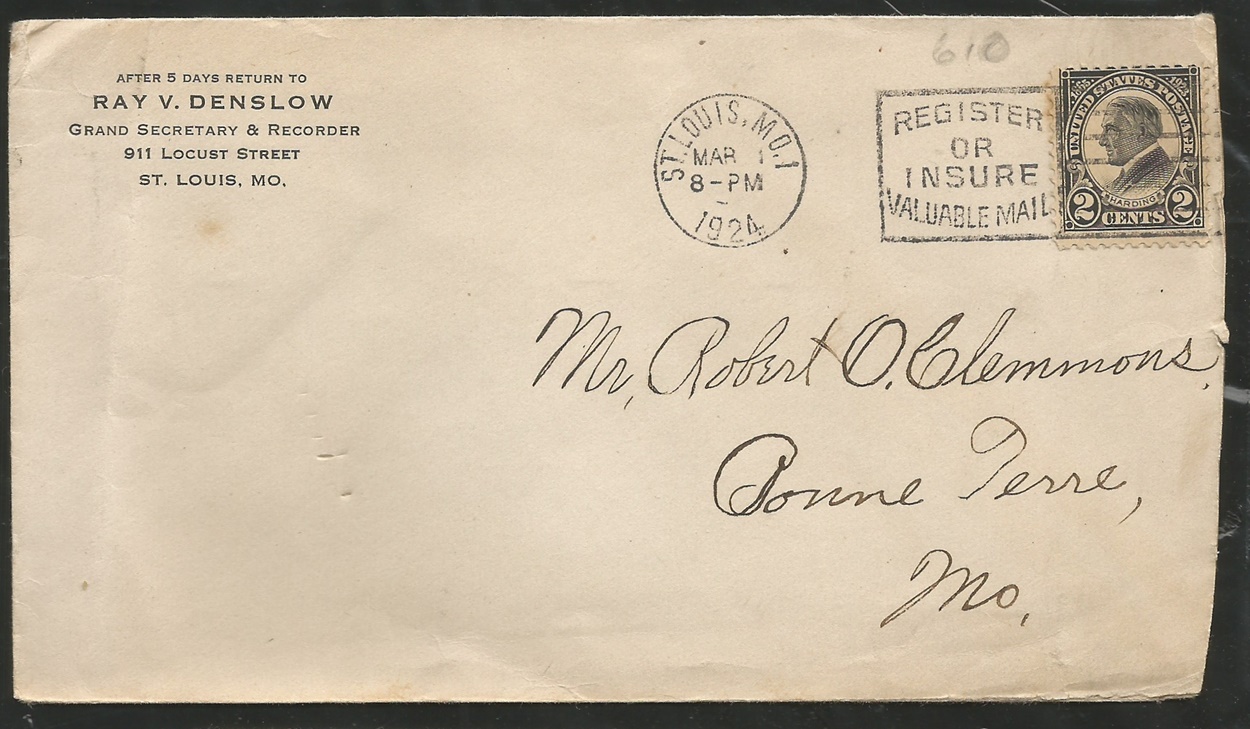 AFTER 5 DAYS RETURN TO
RAY V. DENSLOW
GRAND SECRETARY & RECORDER
911 LOCUST STREET
ST. LOUIS, MO.
610
ST. LOUIS, MO. 1
MAR 1
8-PM
1924
REGISTER
OR
INSURE
VALUABLE MAIL
1865 1923
UNITED STATES POSTAGE
HARDING
2 CENTS 2
Mr. Robert O. Clemmons.
Bonne Terre,
Mo.